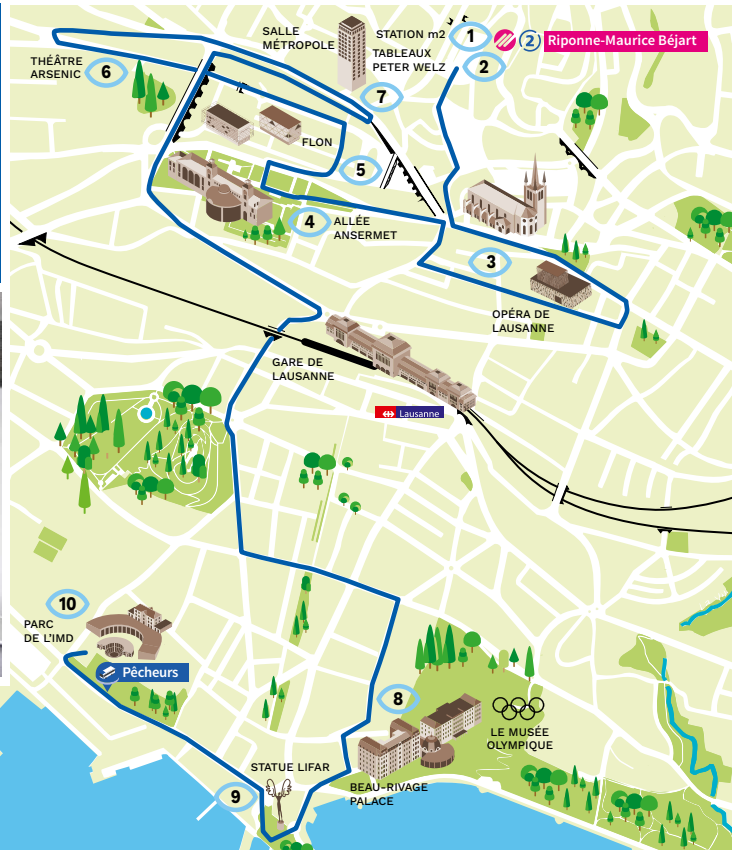 SALLE
MÉTROPOLE
STATION m2
1
2
Riponne-Maurice Béjart
TABLEAUX
PETER WELZ
2
THÉÂTRE
ARSENIC
6
7
FLON
5
4
ALLÉE
ANSERMET
3
OPÉRA DE
LAUSANNE
GARE DE
LAUSANNE
Lausanne
10
PARC
DE L'IMD
Pêcheurs
8
LE MUSÉE
OLYMPIQUE
STATUE LIFAR
9
BEAU-RIVAGE
PALACE